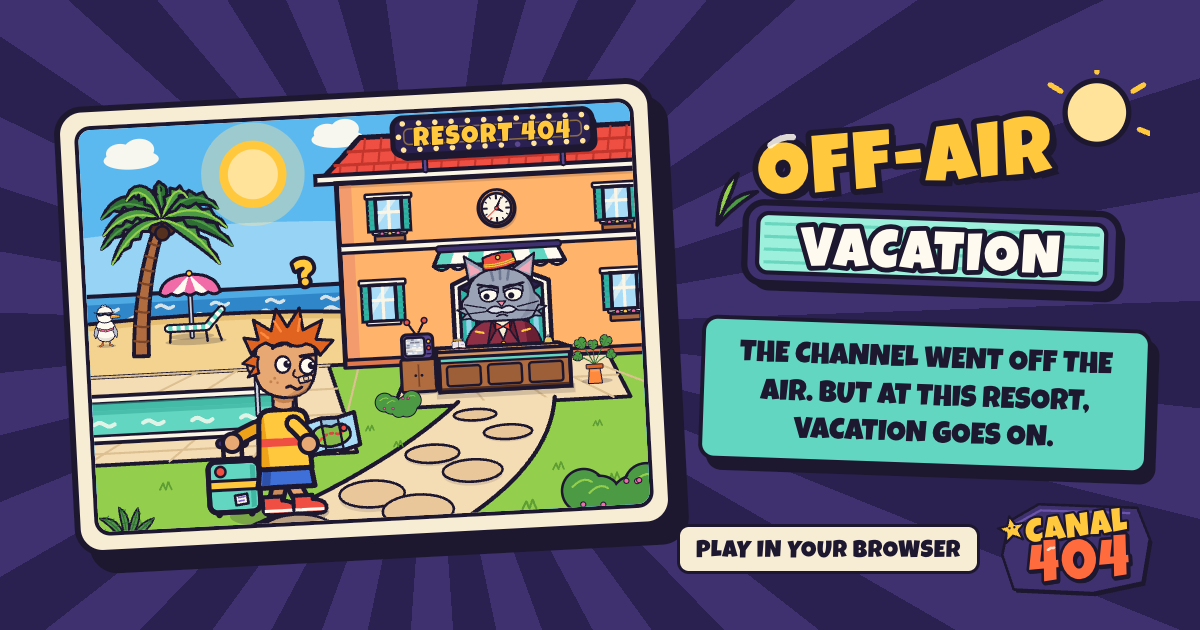 RESORT 404
?
OFF-AIR
VACATION
THE CHANNEL WENT OFF THE
AIR. BUT AT THIS RESORT,
VACATION GOES ON.
PLAY IN YOUR BROWSER
CANAL
404